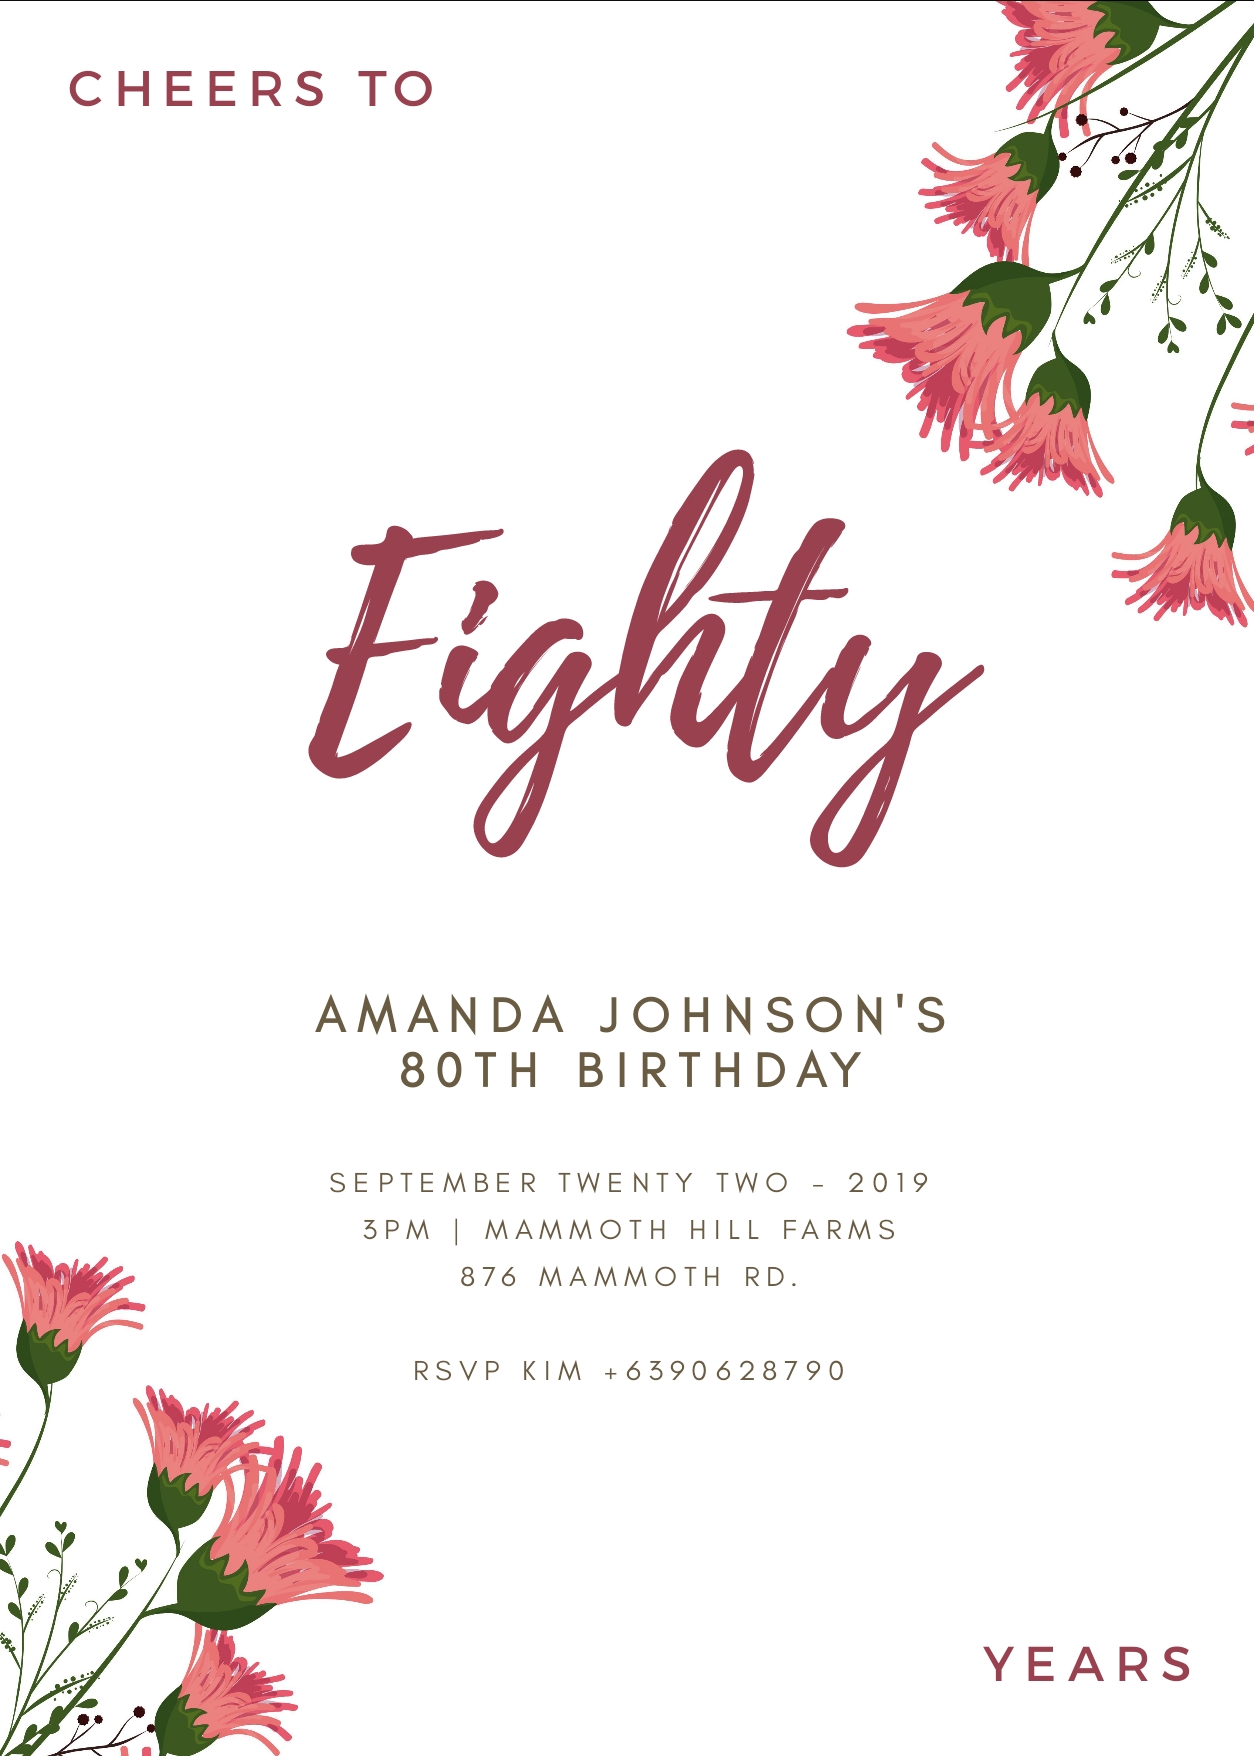 CHEERS TO
Eighty
AMANDA JOHNSON'S
80TH BIRTHDAY
SEPTEMBER TWENTY TWO - 2019
3PM | MAMMOTH HILL FARMS
876 MAMMOTH RD.
RSVP KIM +6390628790
YEARS